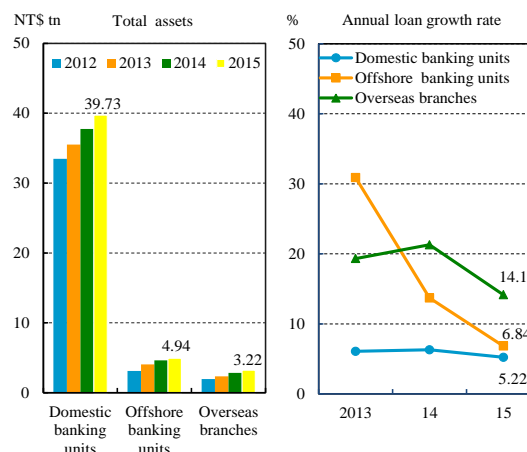 NT$ tn
Total assets
50
2012
2013
2014
2015
39.73
40
30
20
10
4.94
3.22
0
Domestic
banking
units
Offshore
banking
units
Overseas
branches
%
Annual loan growth rate
50
Domestic banking units
Offshore banking units
Overseas branches
40
30
20
14.1
10
6.84
5.22
0
2013
14
15